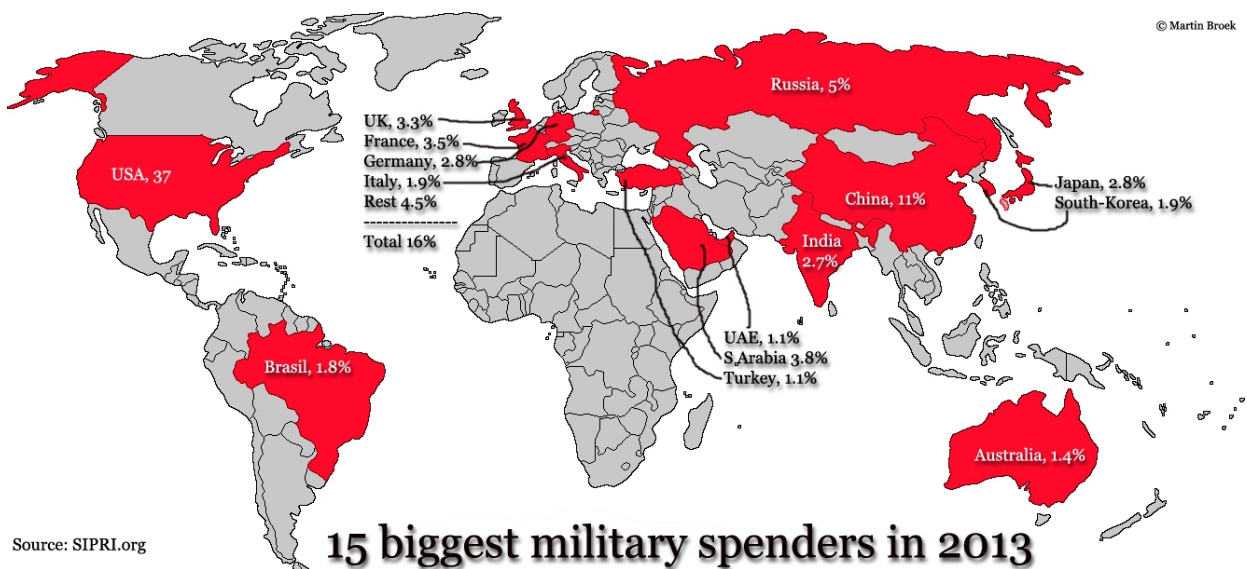 © Martin Broek
Russia, 5%
UK, 3.3%
France, 3.5%
Germany, 2.8%
Italy, 1.9%
Rest 4.5%
----------------
Total 16%
USA, 37
China, 11%
Japan, 2.8%
South-Korea, 1.9%
India
2.7%
UAE, 1.1%
S.Arabia 3.8%
Turkey, 1.1%
Brasil, 1.8%
Australia, 1.4%
Source: SIPRI.org
15 biggest military spenders in 2013